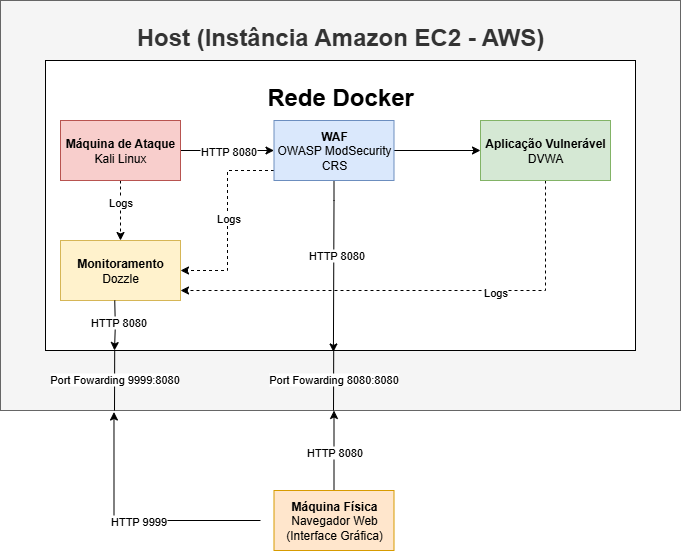 Host (Instância Amazon EC2 - AWS)
Rede Docker
Máquina de Ataque
Kali Linux
HTTP 8080
WAF
OWASP ModSecurity
CRS
Aplicação Vulnerável
DVWA
Logs
Logs
HTTP 8080
Monitoramento
Dozzle
Logs
HTTP 8080
Port Fowarding 9999:8080
Port Fowarding 8080:8080
HTTP 8080
Máquina Física
Navegador Web
(Interface Gráfica)
HTTP 9999